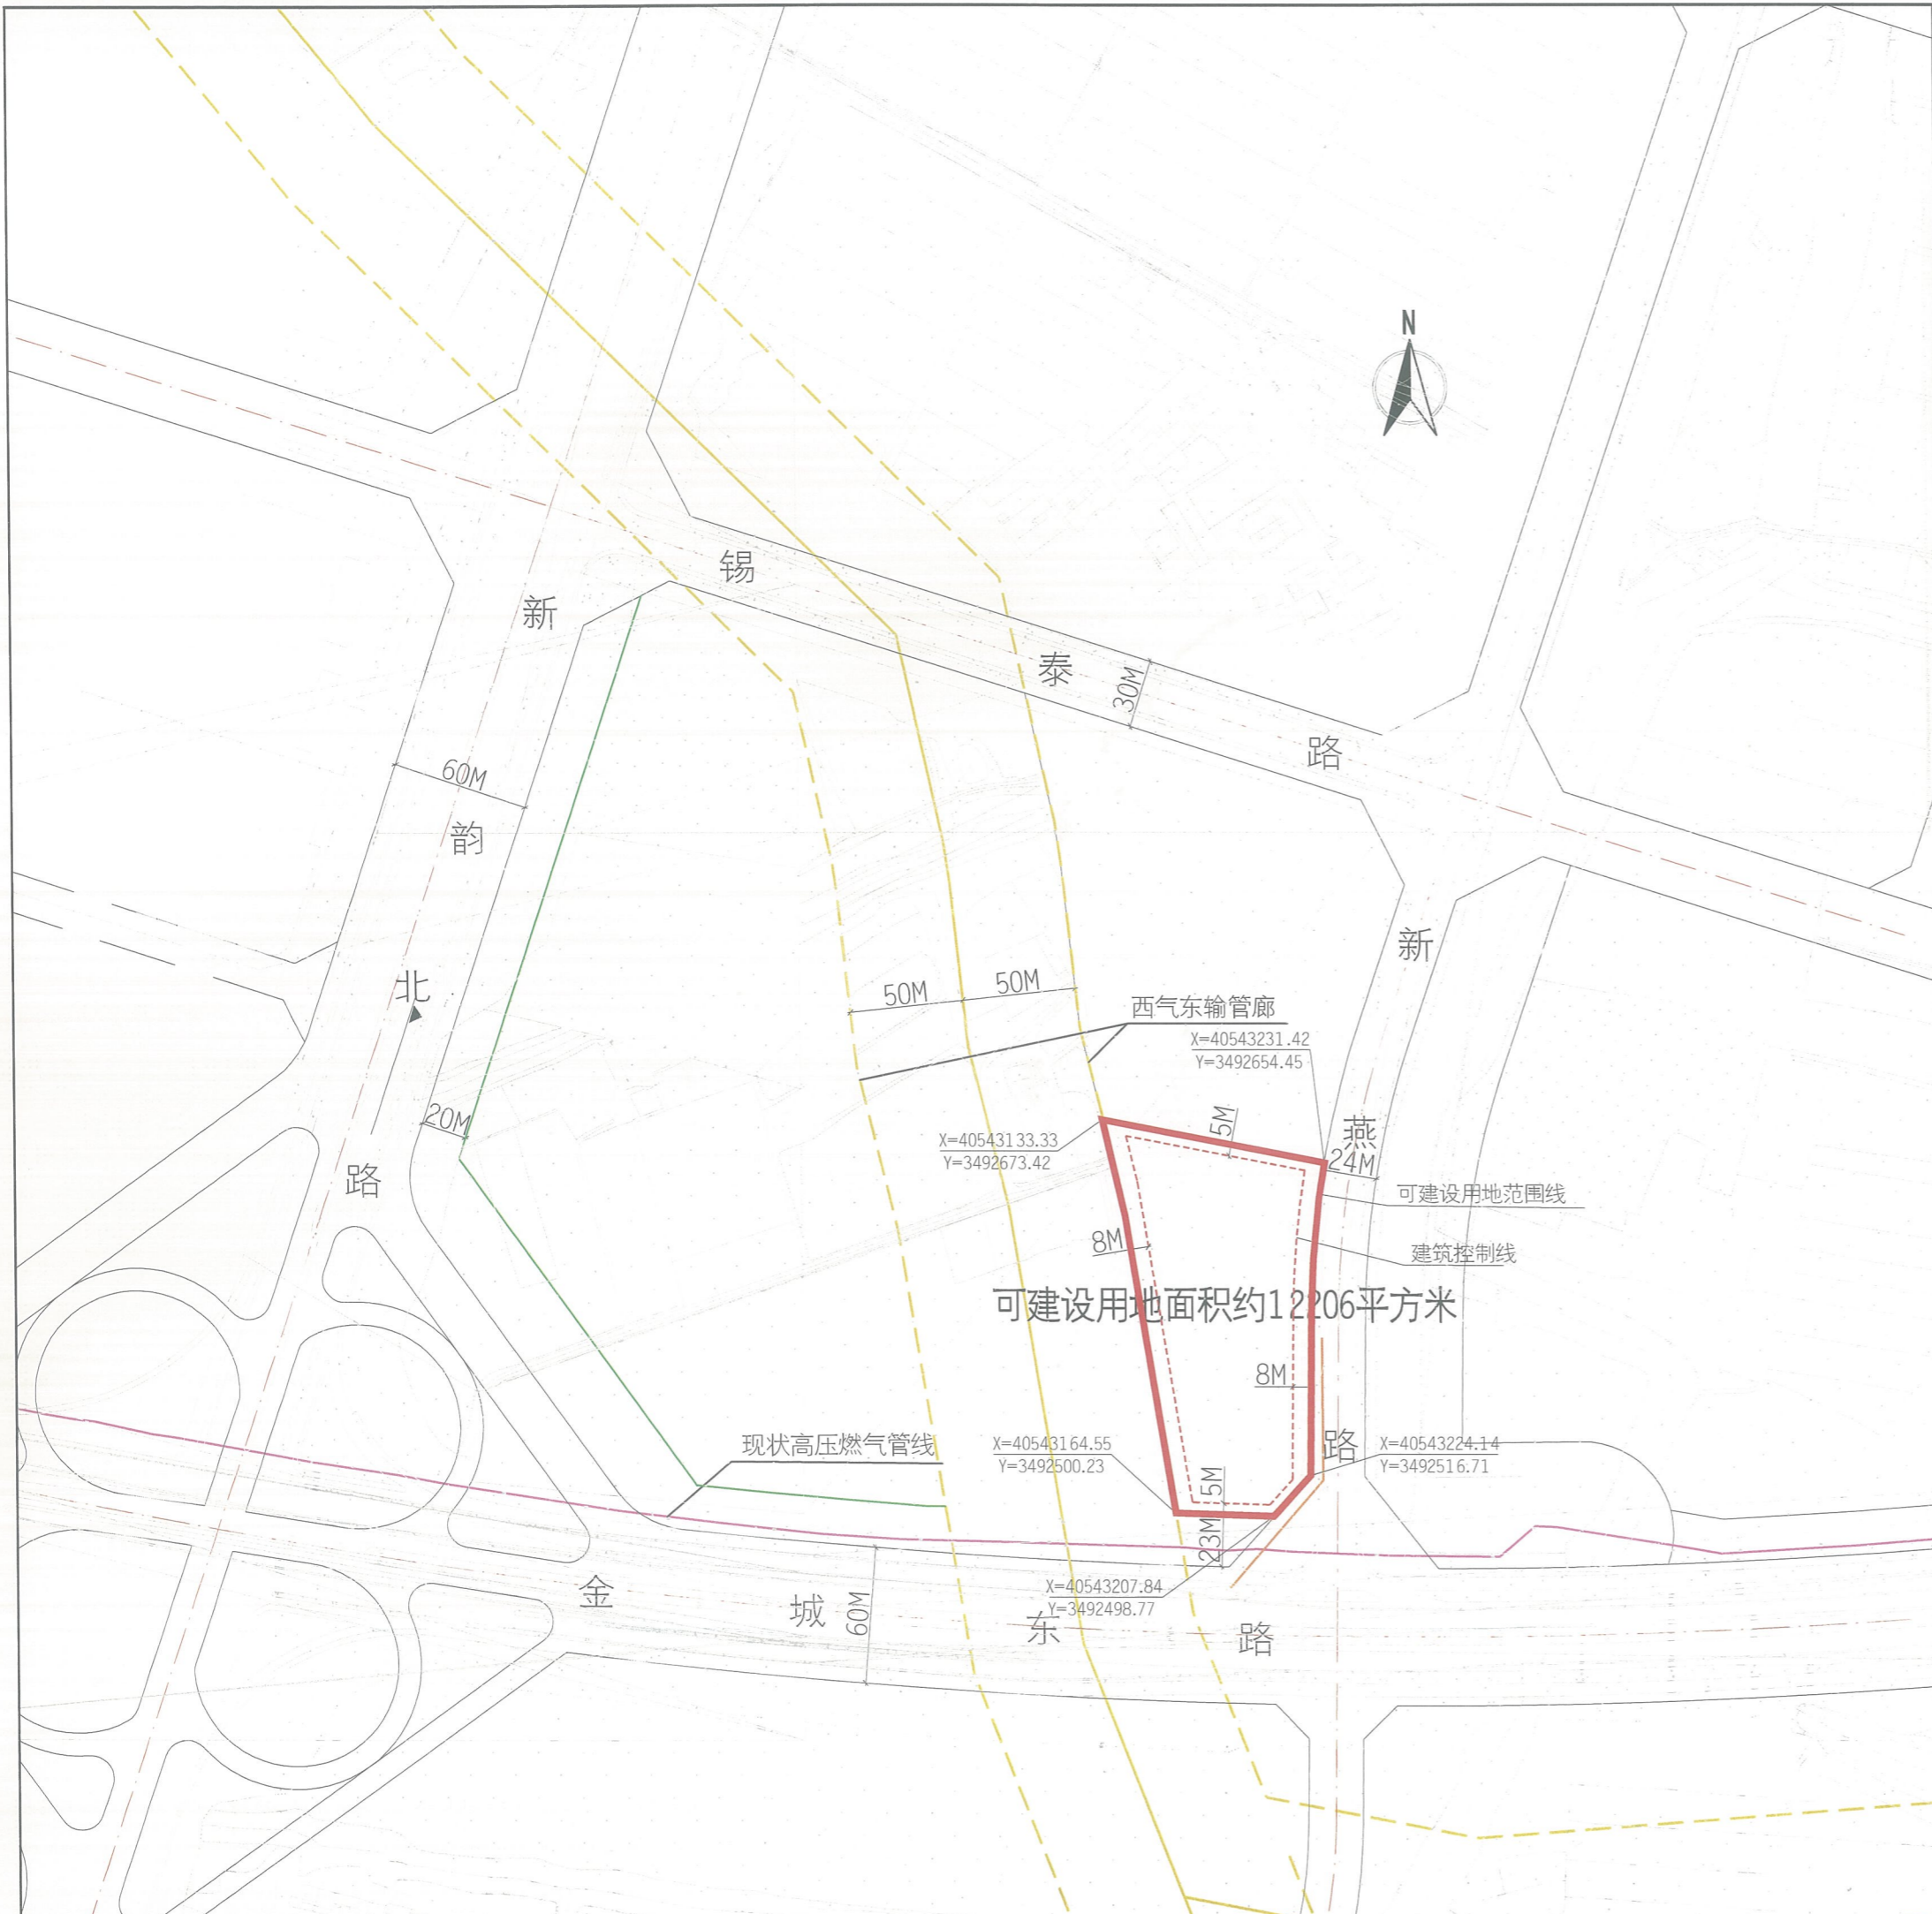 N
锡
新
泰
30M
路
60M
韵
新
北
50M
50M
西气东输管廊
X=40543231.42
Y=3492654.45
20M
5M
燕
X=40543133.33
Y=3492673.42
24M
路
可建设用地范围线
8M
建筑控制线
可建设用地面积约12206平方米
8M
现状高压燃气管线
X=40543164.55
Y=3492500.23
路
X=40543224.14
Y=3492516.71
5M
23M
金
城
60M
东
X=40543207.84
Y=3492498.77
路